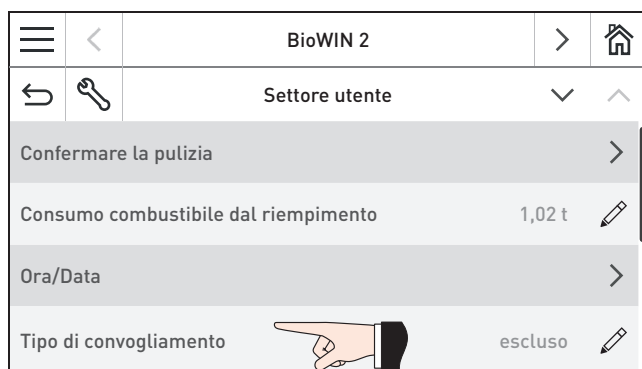 BioWIN 2
Settore utente
Confermare la pulizia
Consumo combustibile dal riempimento 1,02 t
Ora/Data
Tipo di convogliamento escluso